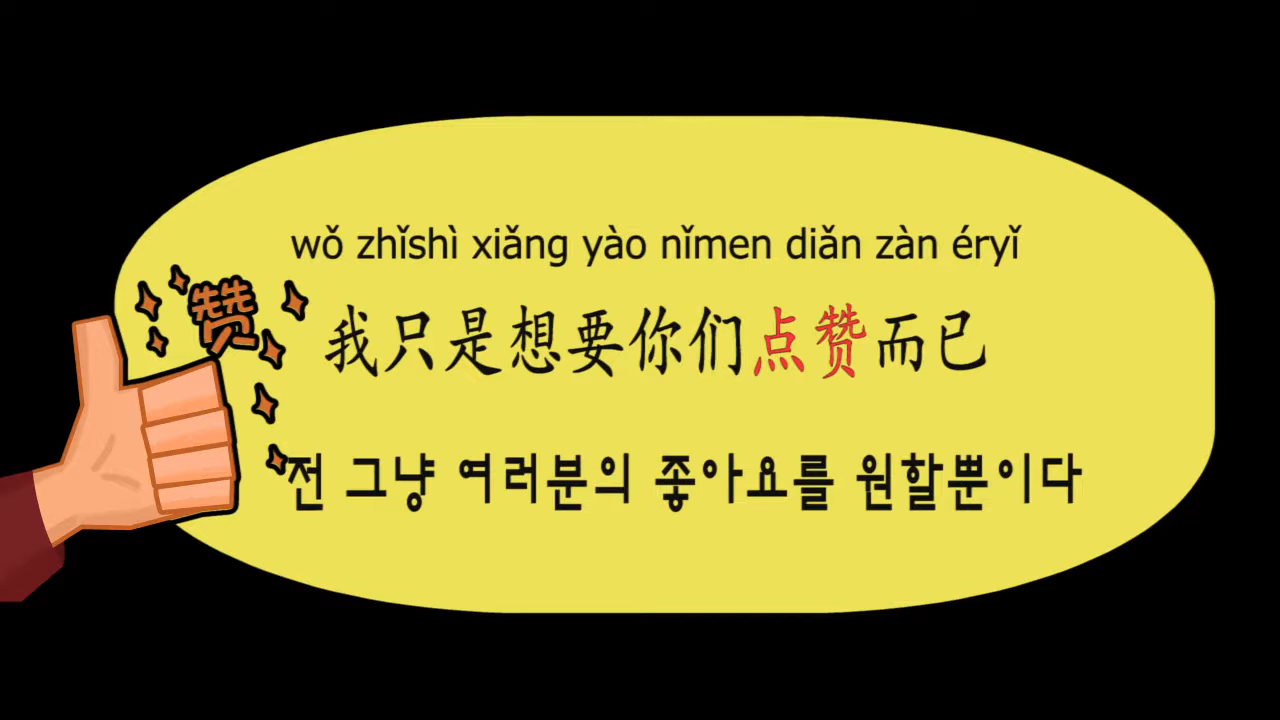 wǒ zhǐshì xiǎng yào nǐmen diǎn zàn éryǐ
赞
我只是想要你们点赞而已
전 그냥 여러분의 좋아요를 원할뿐이다